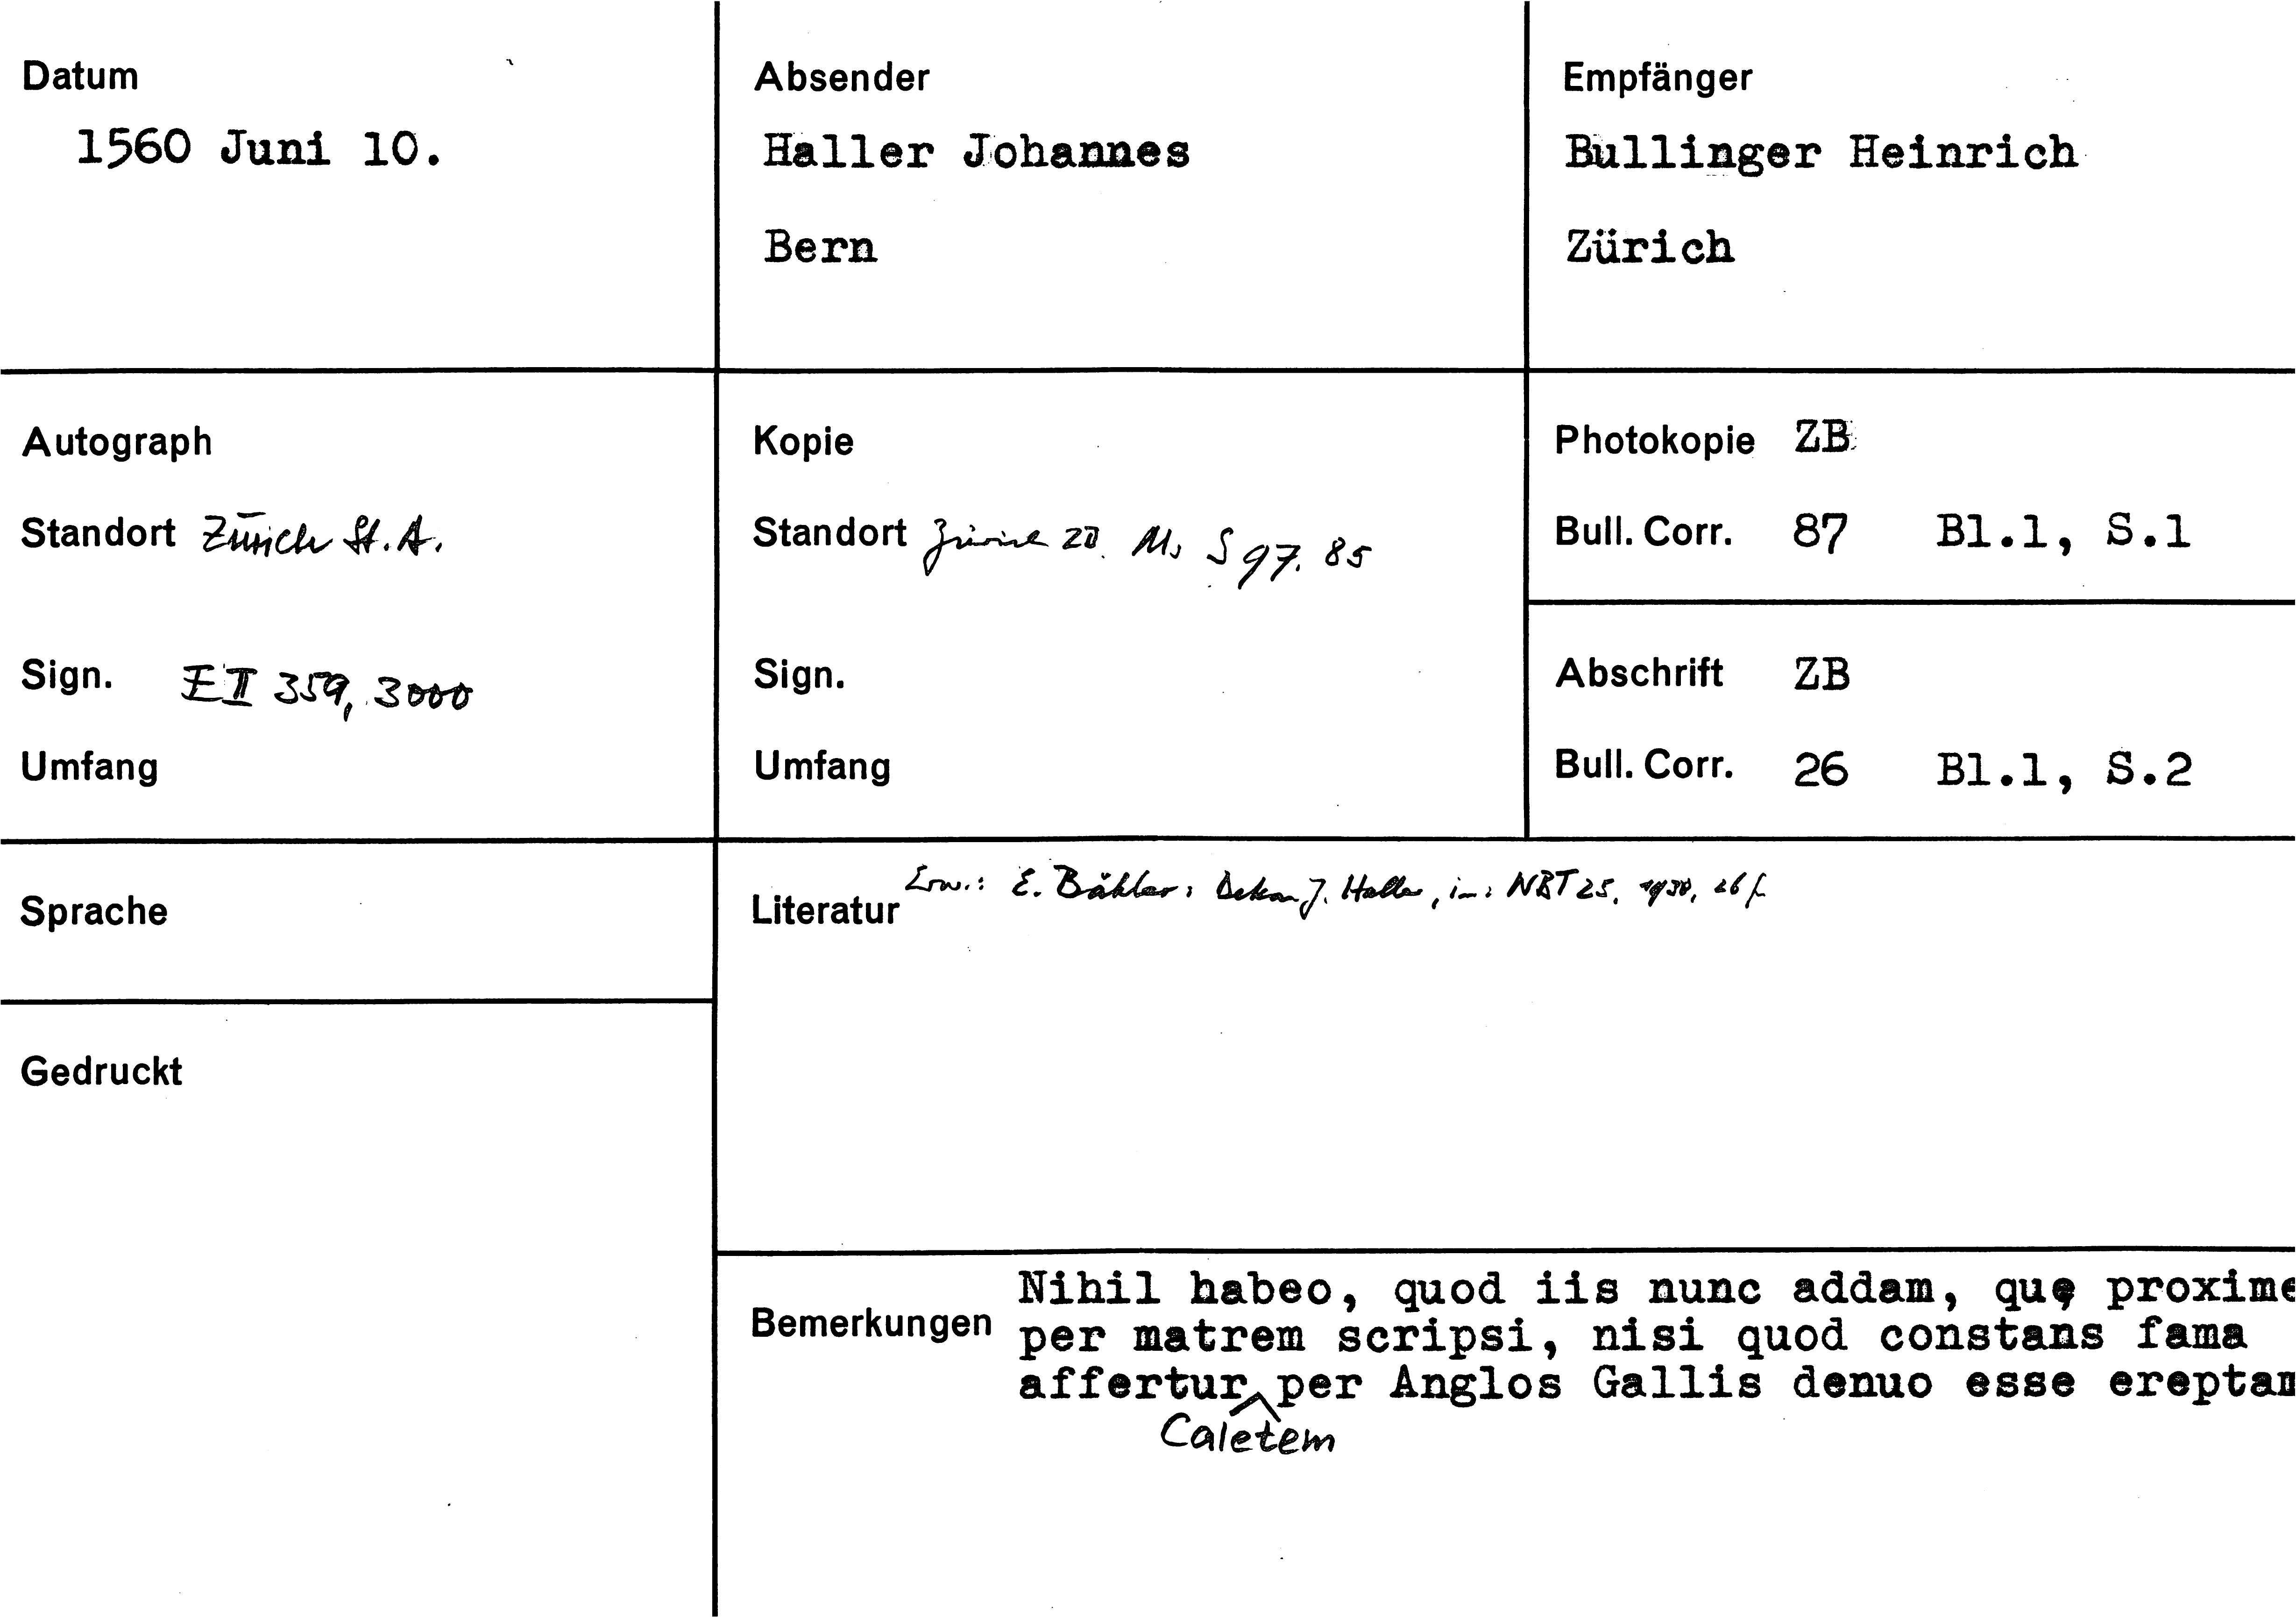 Datum
1560 Juni 10.
Absender
Haller Johannes
Bern
Empfänger
Bullinger Heinrich
Zürich
Autograph
Standort Zürich St. A.
Sign. E II 359, 3000
Umfang
Kopie
Standort Zürich ZB Ms S 97, 85
Sign.
Umfang
Photokopie ZB
Bull. Corr. 87 Bl.1, S.1
Abschrift ZB
Bull. Corr. 26 Bl.1, S.2
Sprache
Gedruckt
Literatur Erw.: E. Bähler: Dekan J. Haller, in: NBT 25, 26 f.
Bemerkungen
Nihil habeo, quod iis nunc addam, quę proxime
per matrem scripsi, nisi quod constans fama
affertur per Anglos Gallis denuo esse
Caletem